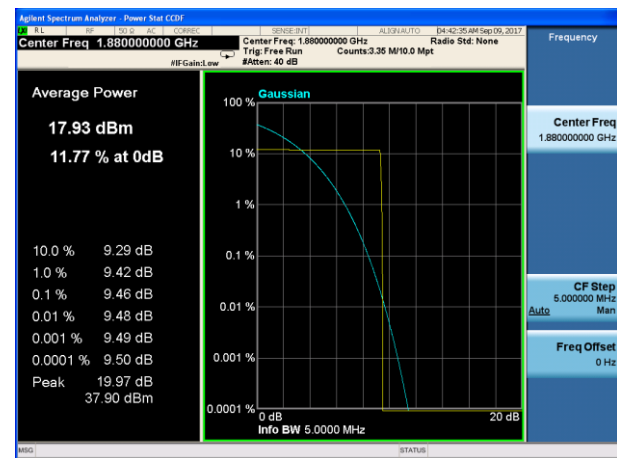 Agilent Spectrum Analyzer - Power Stat CCDF
RL RF 50 Ω AC CORREC SENSE:INT ALIGNAUTO 04:42:35 AM Sep 09, 2017
Center Freq 1.880000000 GHz
#IFGain:Low
Center Freq: 1.880000000 GHz Radio Std: None
Trig: Free Run Counts:3.35 M/10.0 Mpt
#Atten: 40 dB
Frequency
Average Power
17.93 dBm
11.77 % at 0dB
10.0 % 9.29 dB
1.0 % 9.42 dB
0.1 % 9.46 dB
0.01 % 9.48 dB
0.001 % 9.49 dB
0.0001 % 9.50 dB
Peak 19.97 dB
37.90 dBm
Gaussian
100 %
10 %
1 %
0.1 %
0.01 %
0.001 %
0.0001 %
0 dB 20 dB
Info BW 5.0000 MHz
Center Freq
1.880000000 GHz
CF Step
5.000000 MHz
Auto Man
Freq Offset
0 Hz
MSG STATUS